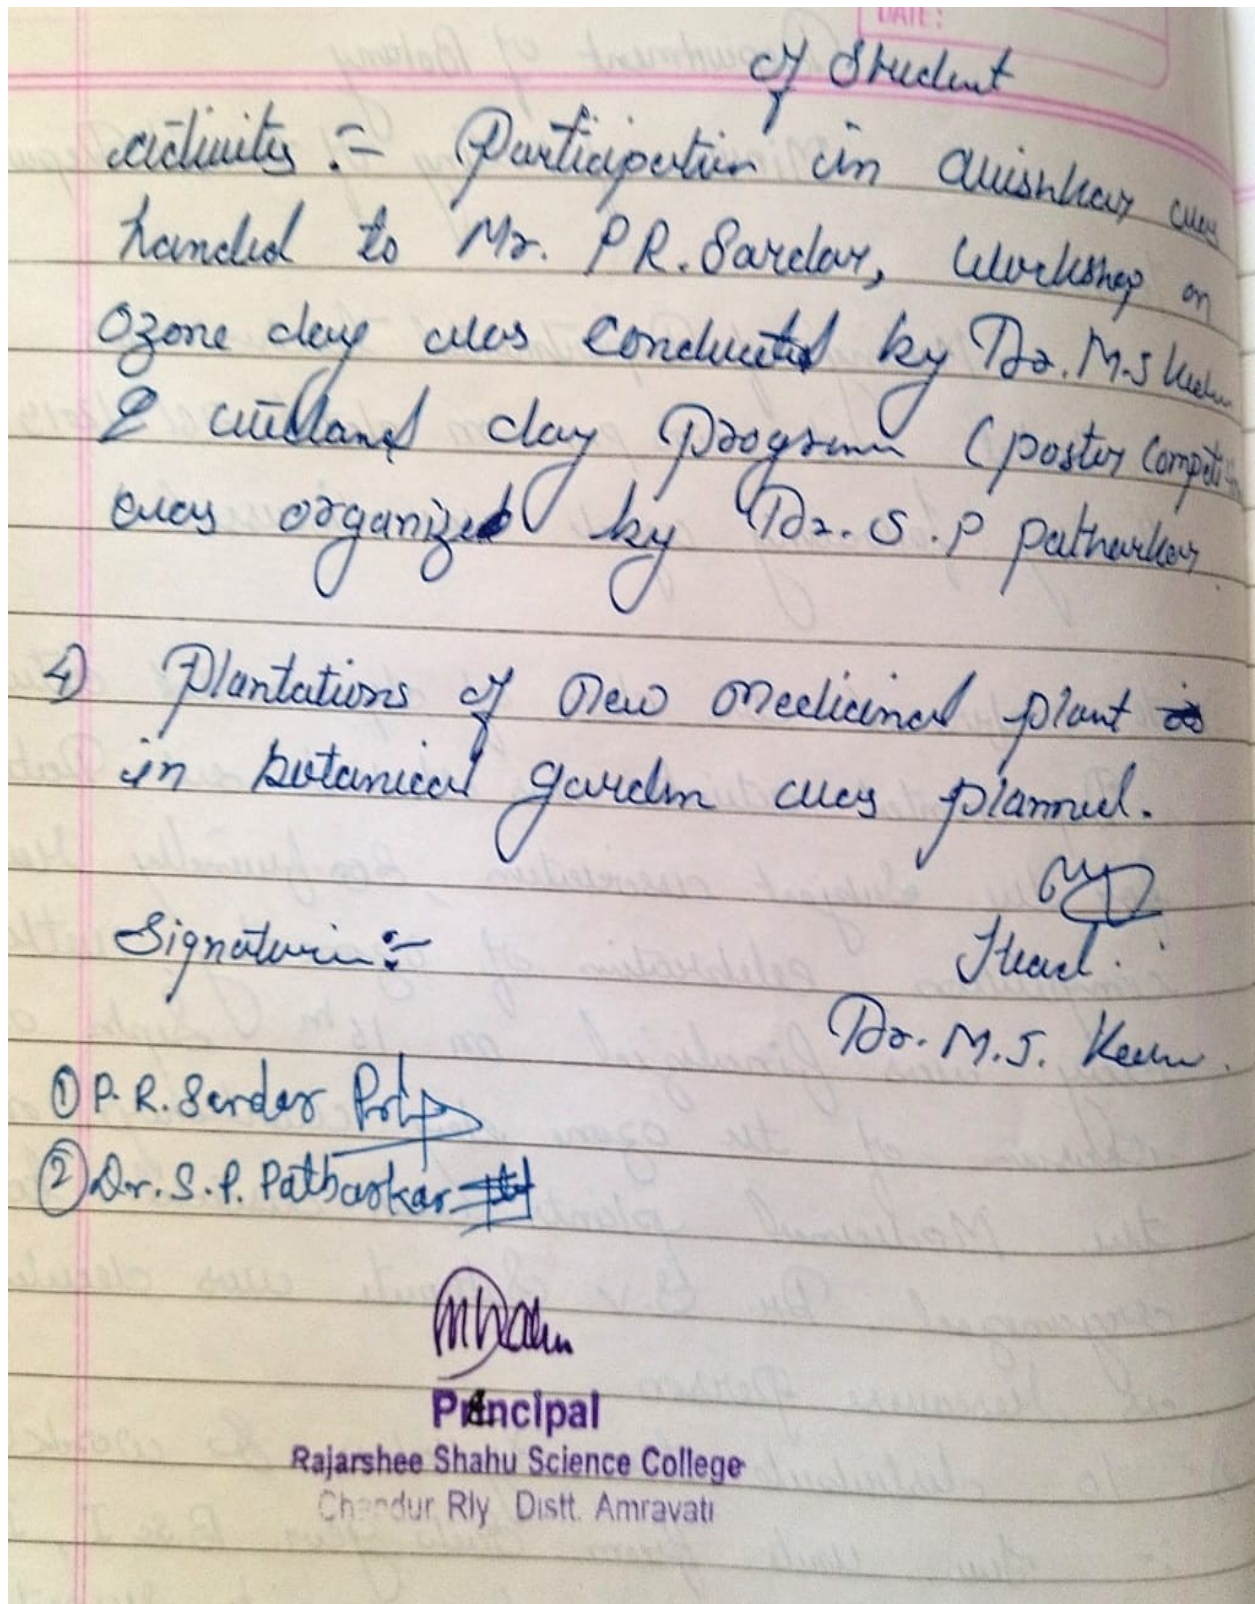 DATE:
of Student
activity :- Participation in Avishkar was
handed to Mr. P R. Sardar, Workshop on
Ozone day was Conducted by Dr. M.S
& wetland day Program (poster Competition
was organized by Dr. S.P Patharkar.
4) Plantations of New Medicinal plant
in botanical garden was planned.
Signature :-
Head.
Dr. M.S.
① P. R. Sardar
② Dr. S. P. Patharkar
Principal
Rajarshee Shahu Science College
Chandur Rly Distt. Amravati